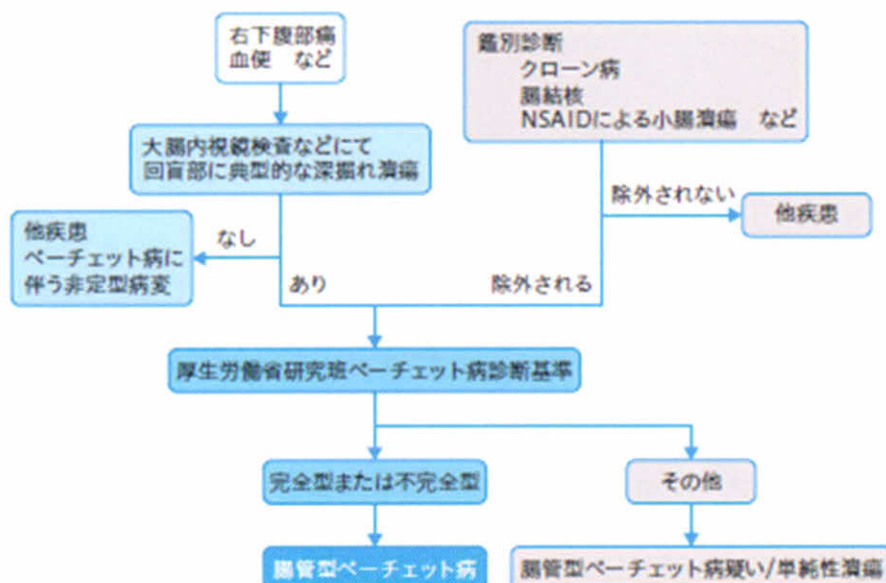 右下腹部痛
血便 など
鑑別診断
クローン病
腸結核
NSAIDによる小腸潰瘍 など
大腸内視鏡検査などにて
回盲部に典型的な深掘れ潰瘍
除外されない
他疾患
他疾患
ベーチェット病に
伴う非定型病変
なし
あり
除外される
厚生労働省研究班ベーチェット病診断基準
完全型または不完全型
その他
腸管型ベーチェット病
腸管型ベーチェット病疑い/単純性潰瘍